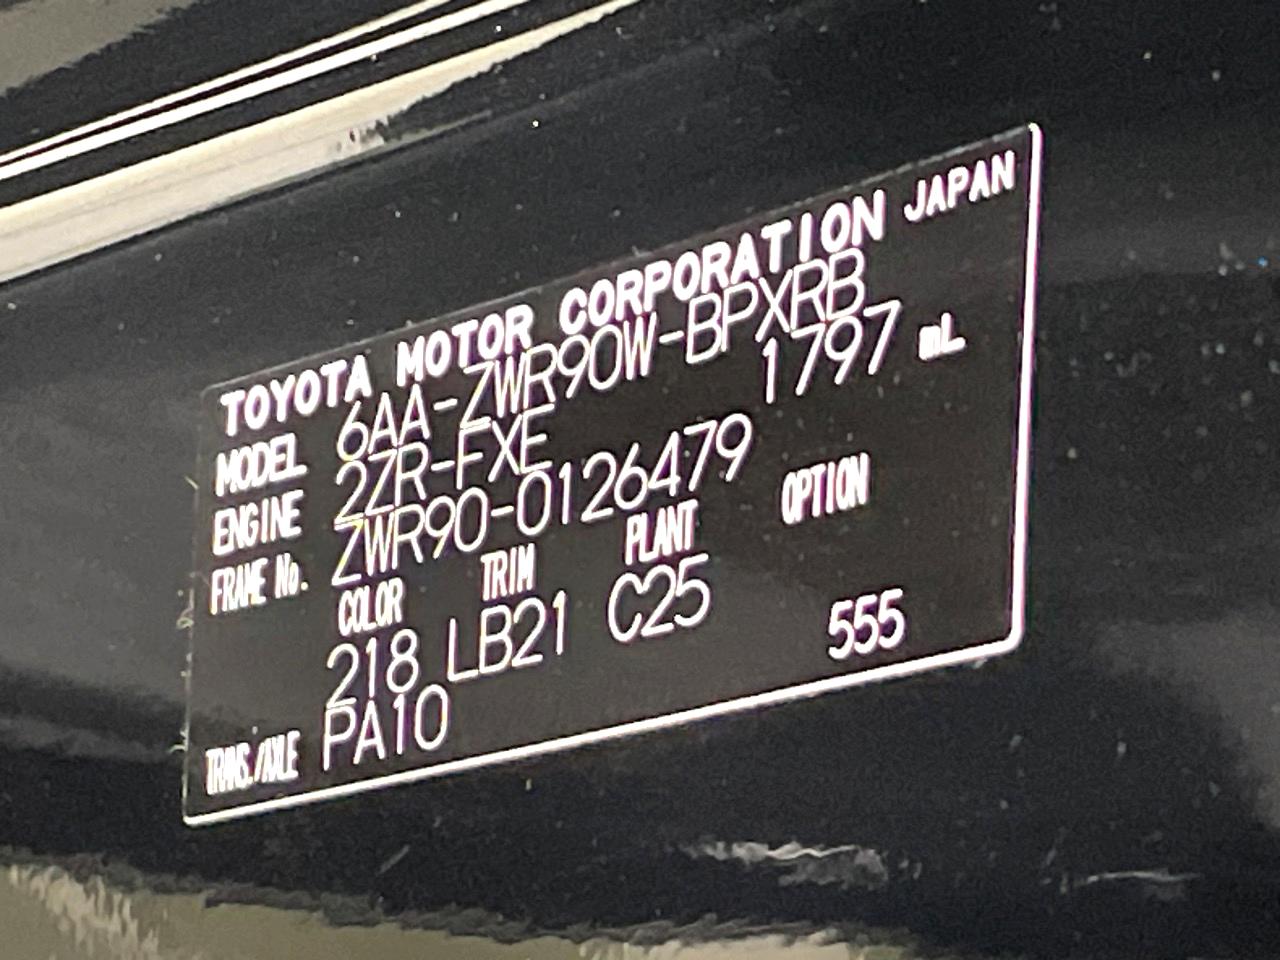 TOYOTA MOTOR CORPORATION JAPAN
MODEL 6AA-ZWR90W-BPXRB
ENGINE 2ZR-FXE 1797 mL
FRAME No. ZWR90-0126479
COLOR TRIM PLANT OPTION
218 LB21 C25 555
TRANS./AXLE PA10